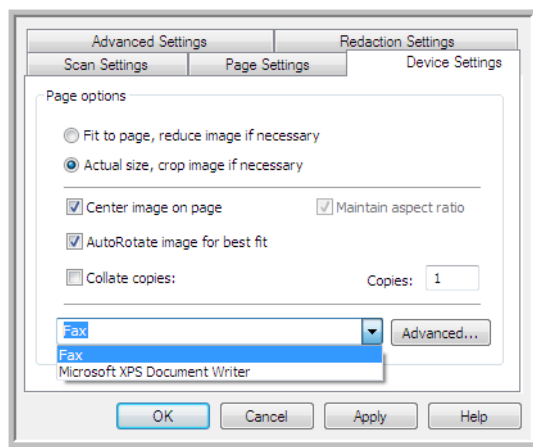 Advanced Settings Redaction Settings
Scan Settings Page Settings Device Settings
Page options
Fit to page, reduce image if necessary
Actual size, crop image if necessary
Center image on page Maintain aspect ratio
AutoRotate image for best fit
Collate copies: Copies: 1
Fax Advanced...
Fax
Microsoft XPS Document Writer
OK Cancel Apply Help